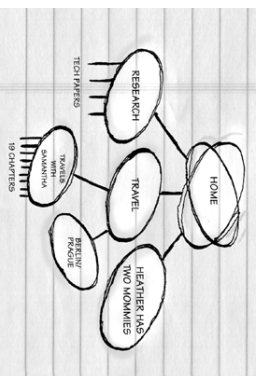 HOME
RESEARCH
TECH PAPERS
TRAVEL
TRAVELS
WITH
SAMANTHA
19 CHAPTERS
BERLIN/
PRAGUE
HEATHER HAS
TWO MOMMIES